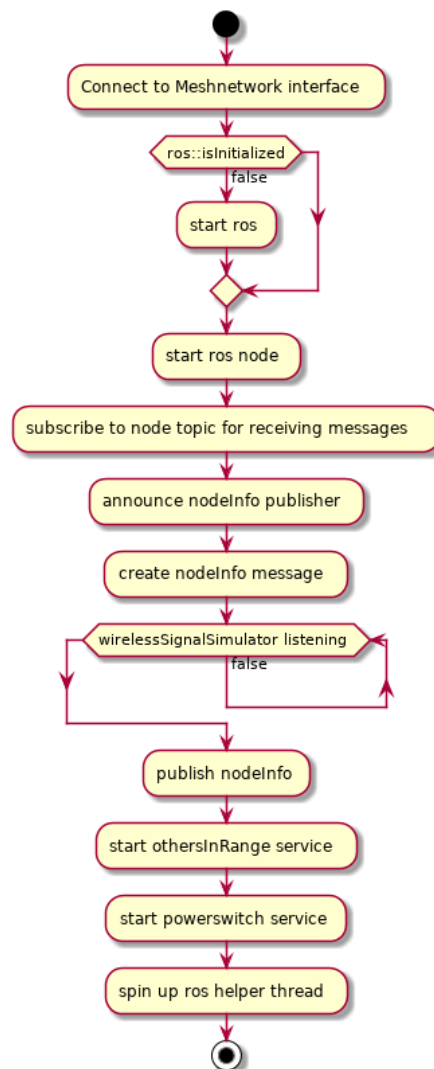 Connect to Meshnetwork interface
ros::isInitialized
false
start ros
start ros node
subscribe to node topic for receiving messages
announce nodeInfo publisher
create nodeInfo message
wirelessSignalSimulator listening
false
publish nodeInfo
start othersInRange service
start powerswitch service
spin up ros helper thread